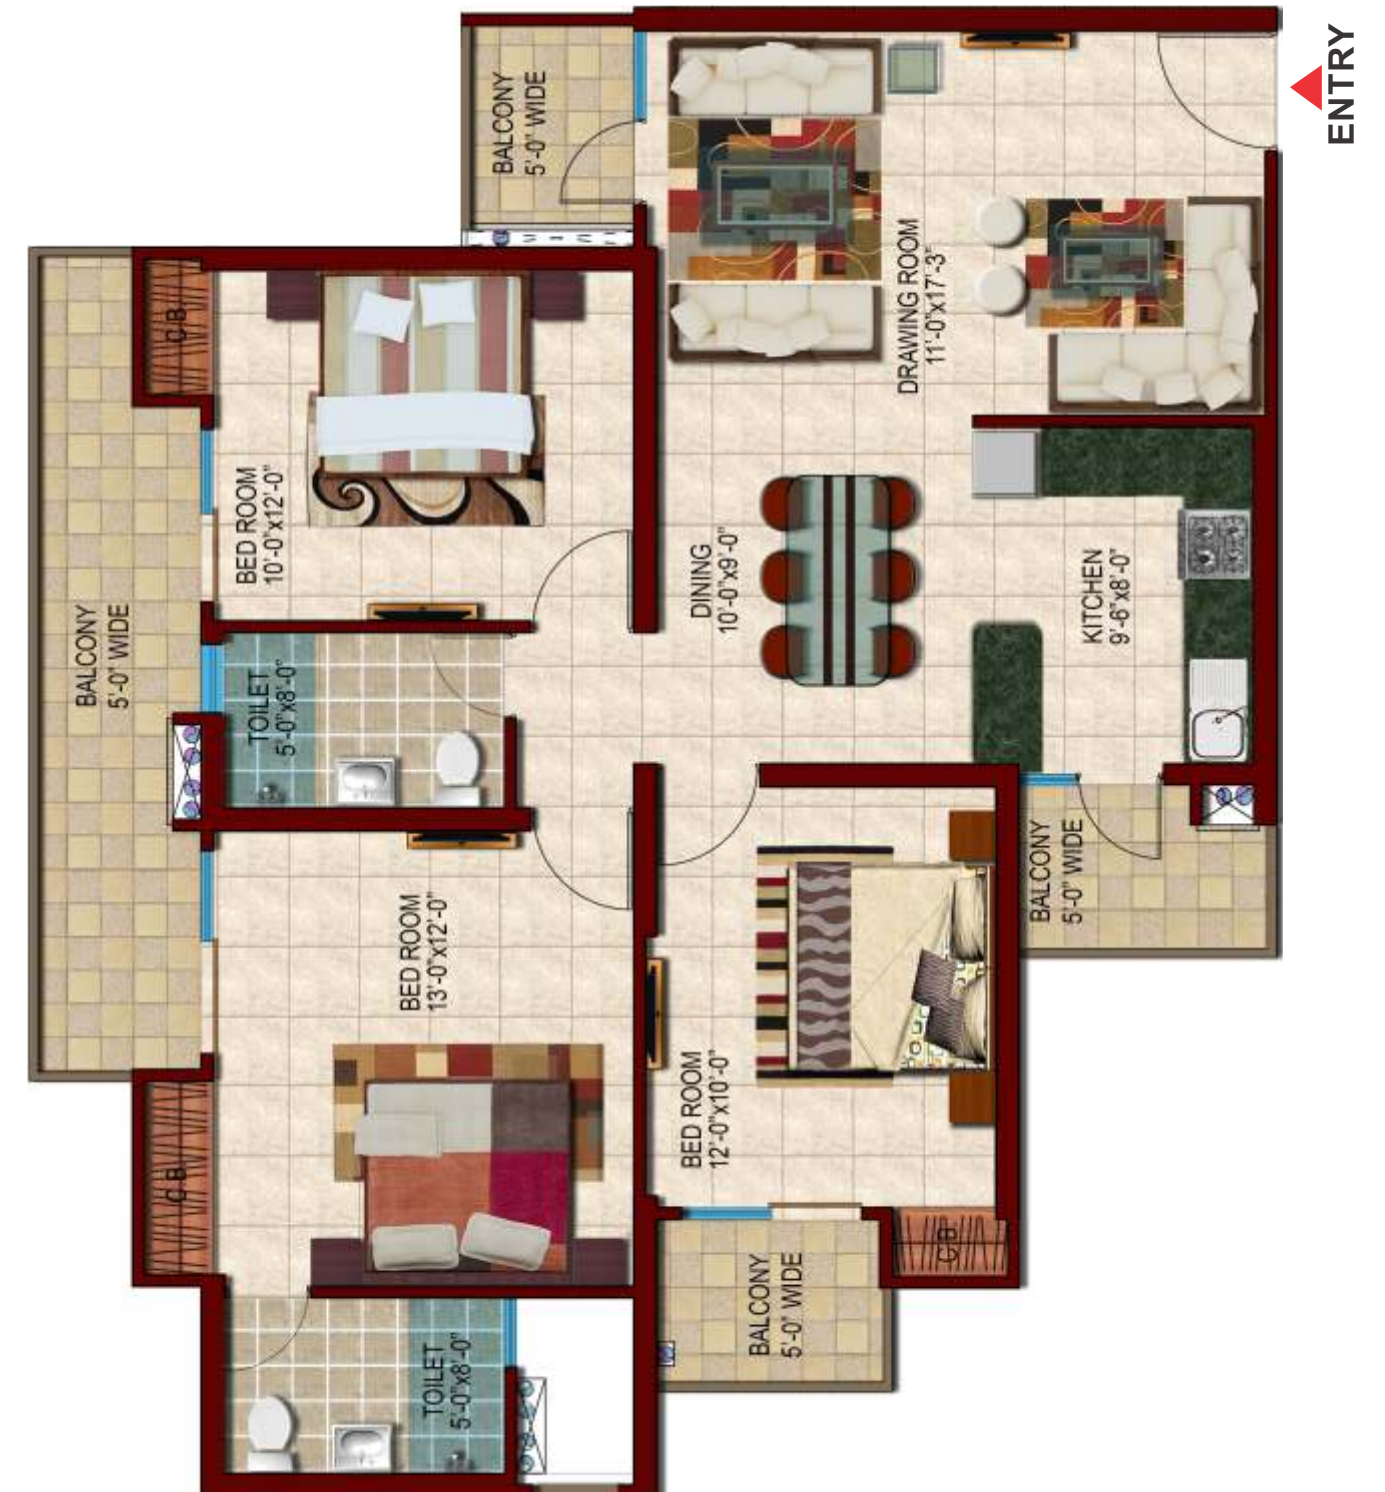 ENTRY
BALCONY
5'-0" WIDE
DRAWING ROOM
11'-0"x17'-3"
C.B.
BED ROOM
10'-0"x12'-0"
DINING
10'-0"x9'-0"
KITCHEN
9'-6"x8'-0"
BALCONY
5'-0" WIDE
TOILET
5'-0"x8'-0"
BALCONY
5'-0" WIDE
BED ROOM
13'-0"x12'-0"
BED ROOM
12'-0"x10'-0"
C.B.
C.B.
BALCONY
5'-0" WIDE
TOILET
5'-0"x8'-0"